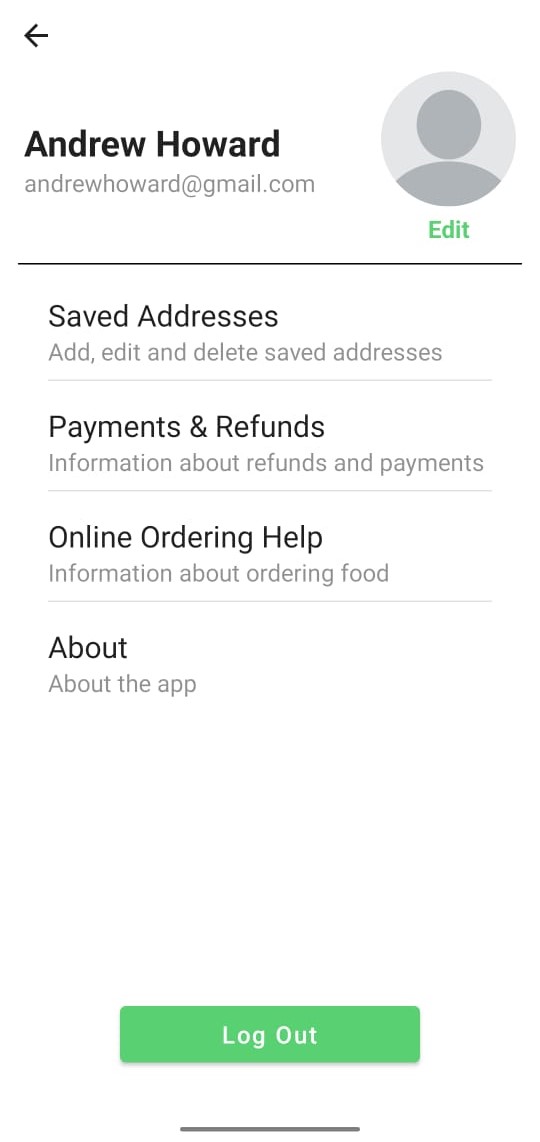 Andrew Howard
andrewhoward@gmail.com
Edit
Saved Addresses
Add, edit and delete saved addresses
Payments & Refunds
Information about refunds and payments
Online Ordering Help
Information about ordering food
About
About the app
Log Out